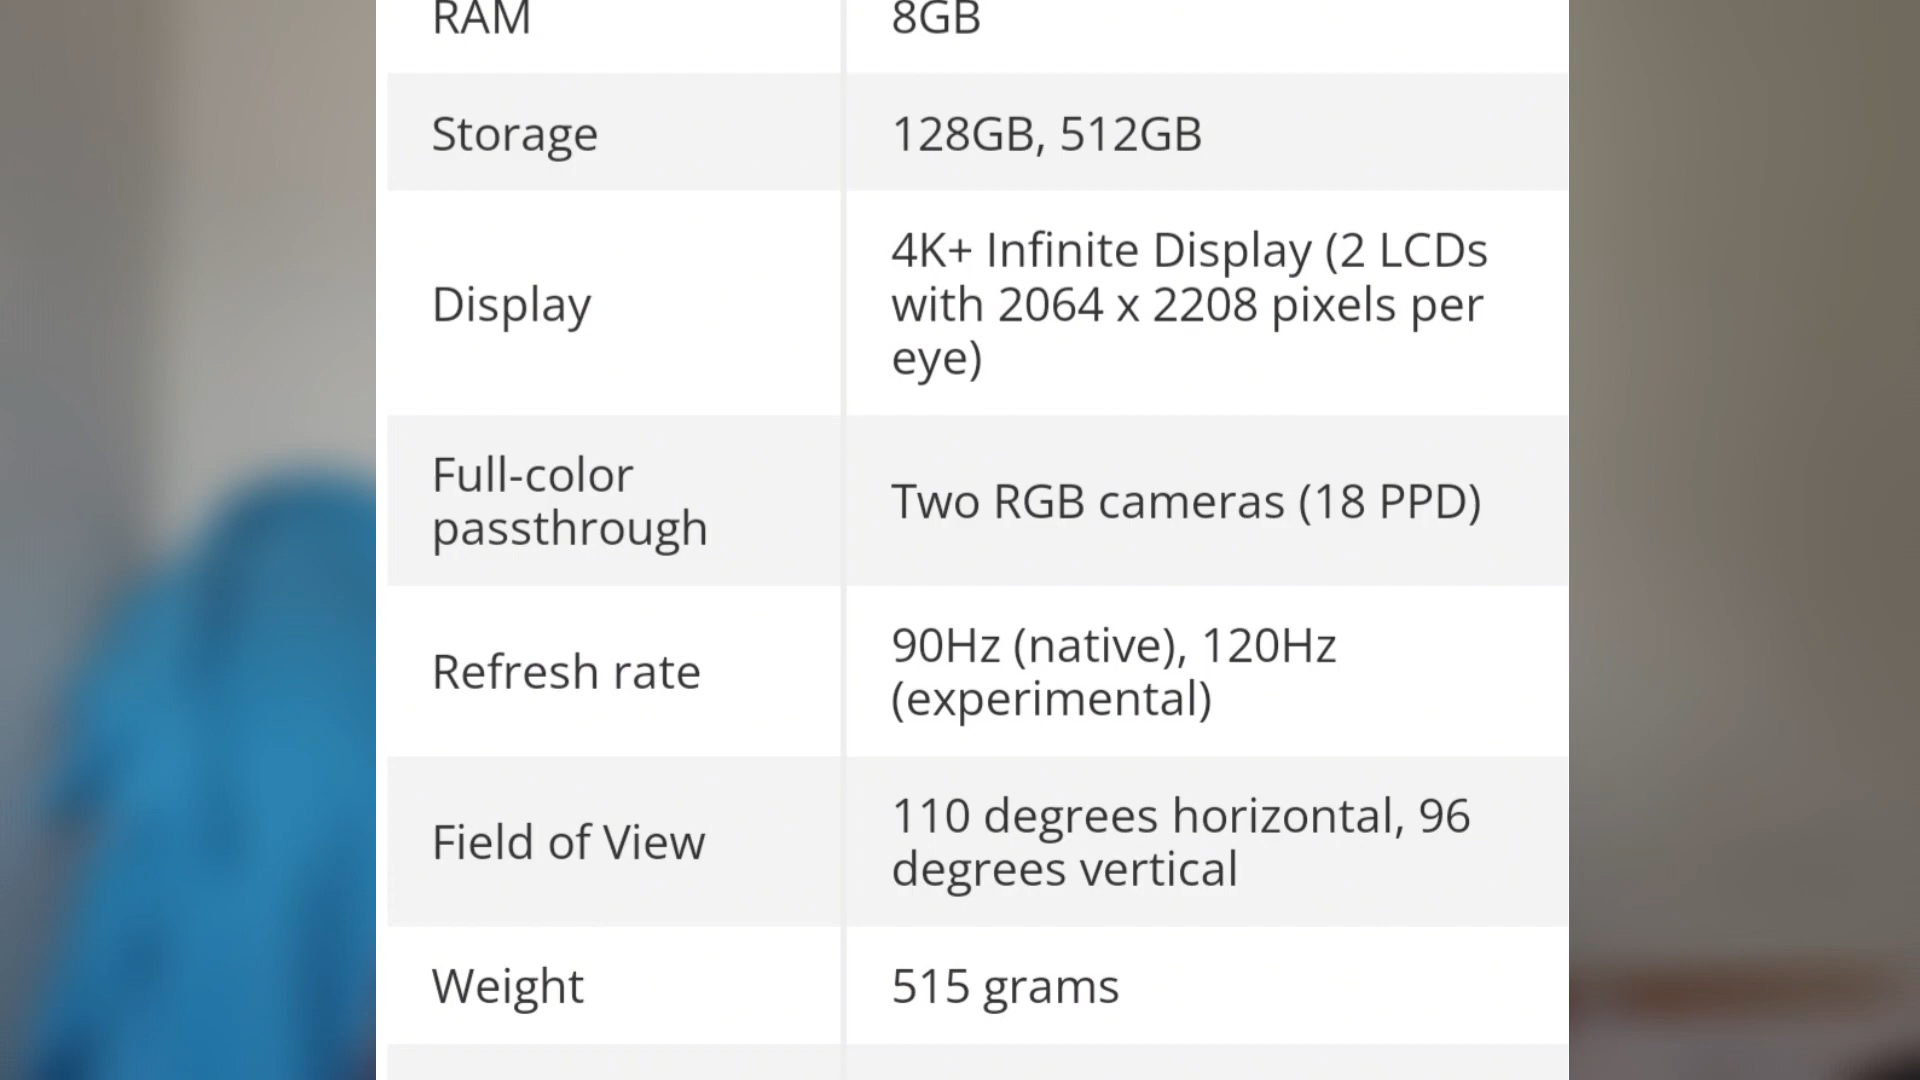 RAM
8GB
Storage
128GB, 512GB
Display
4K+ Infinite Display (2 LCDs
with 2064 x 2208 pixels per
eye)
Full-color
passthrough
Two RGB cameras (18 PPD)
Refresh rate
90Hz (native), 120Hz
(experimental)
Field of View
110 degrees horizontal, 96
degrees vertical
Weight
515 grams